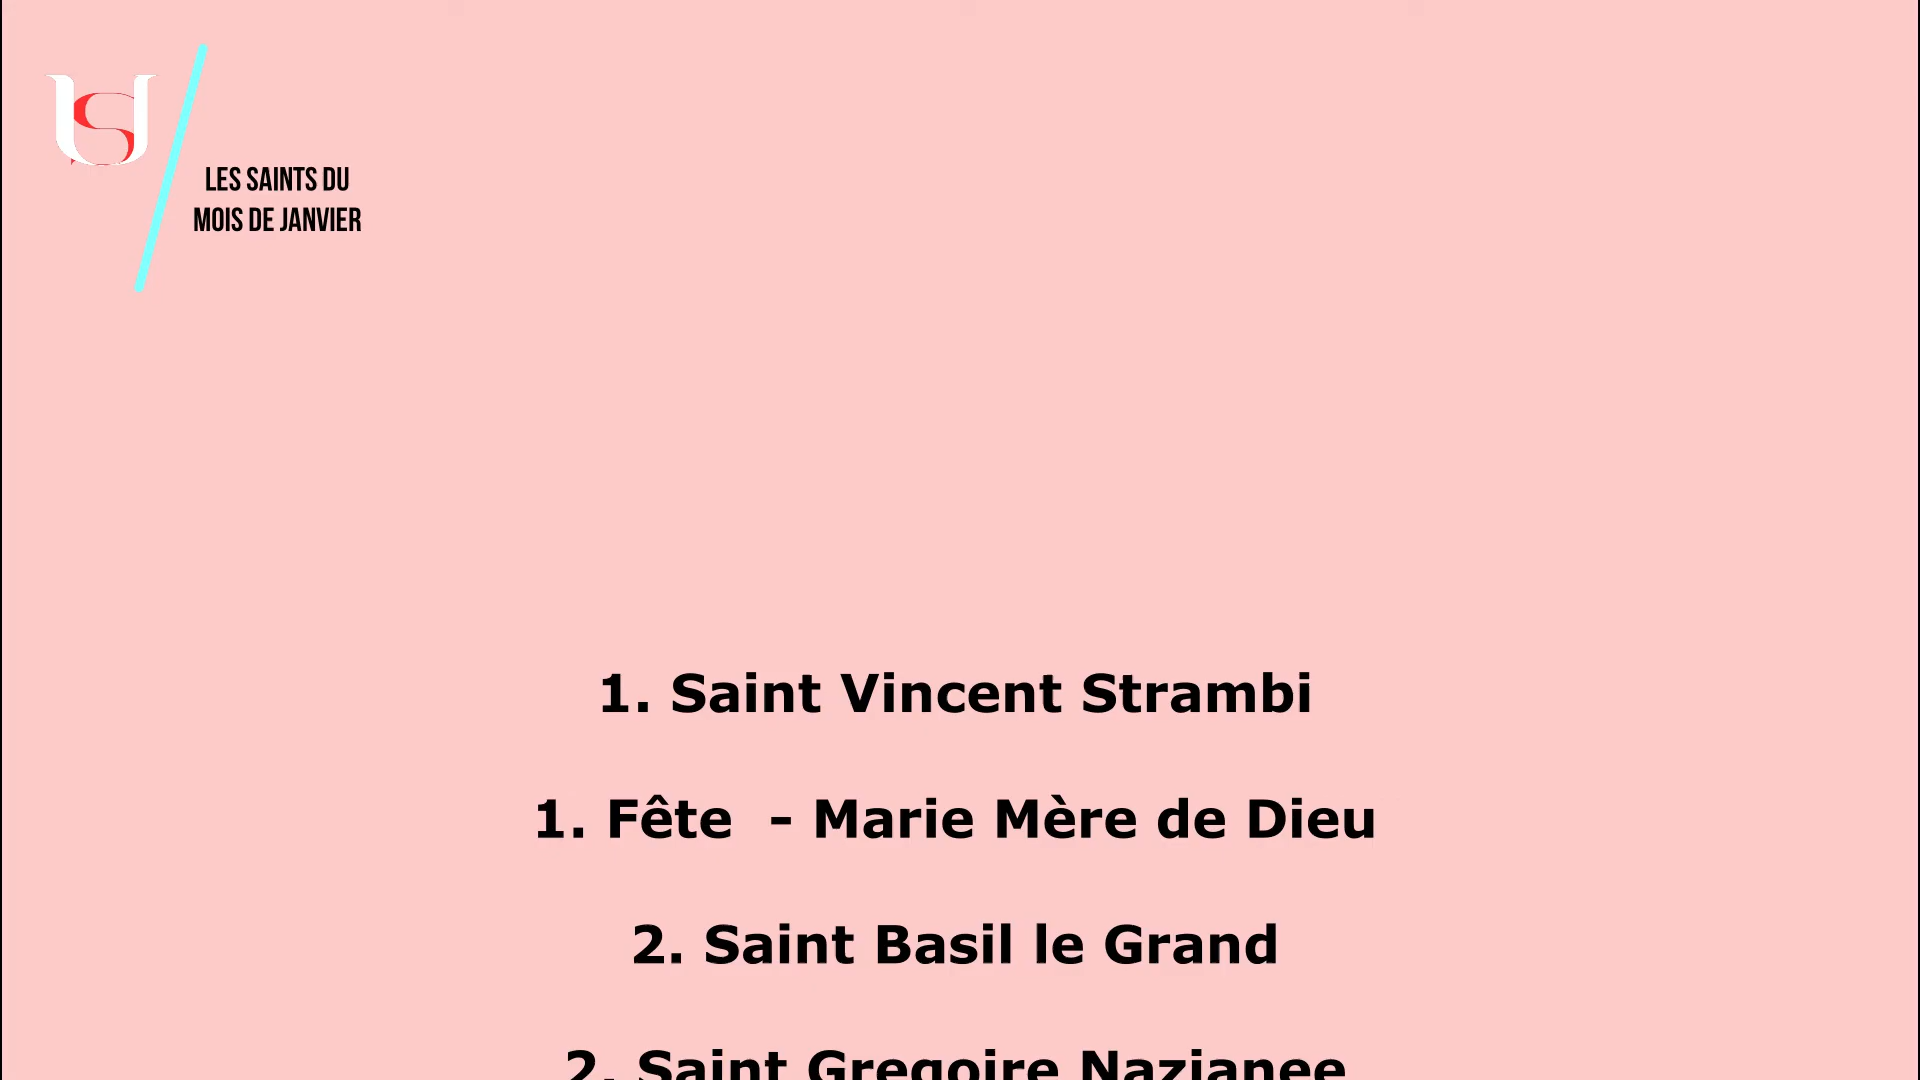 US
LES SAINTS DU
MOIS DE JANVIER
1. Saint Vincent Strambi
1. Fête  - Marie Mère de Dieu
2. Saint Basil le Grand
2. Saint Gregoire Nazianee